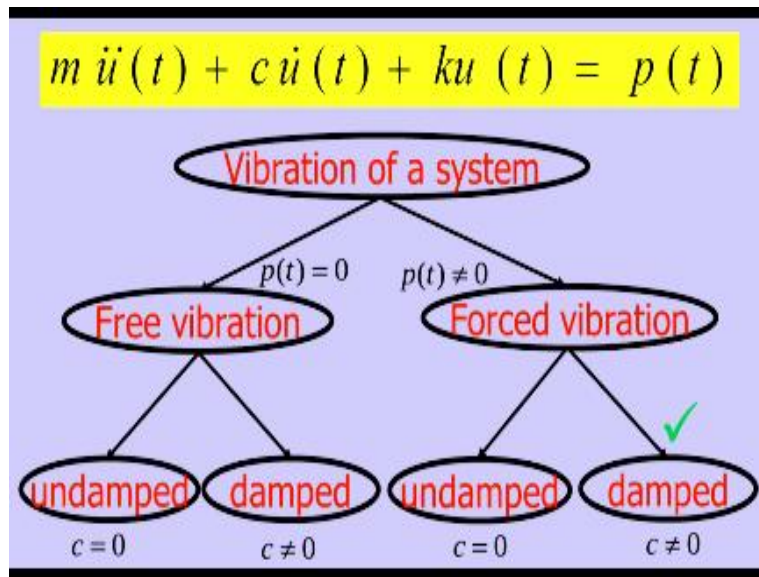 m ü(t) + c u̇(t) + ku (t) = p(t)
Vibration of a system
p(t) = 0 p(t) ≠ 0
Free vibration Forced vibration
undamped damped undamped damped
c = 0 c ≠ 0 c = 0 c ≠ 0